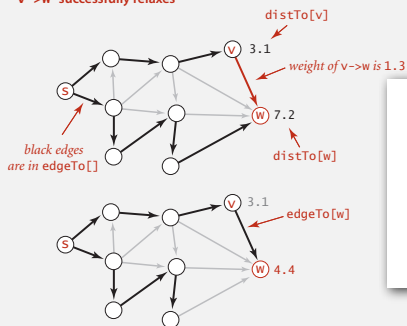 v->w successfully relaxes
distTo[v]
v 3.1
weight of v->w is 1.3
s
w 7.2
black edges
are in edgeTo[]
distTo[w]
v 3.1
edgeTo[w]
s
w 4.4